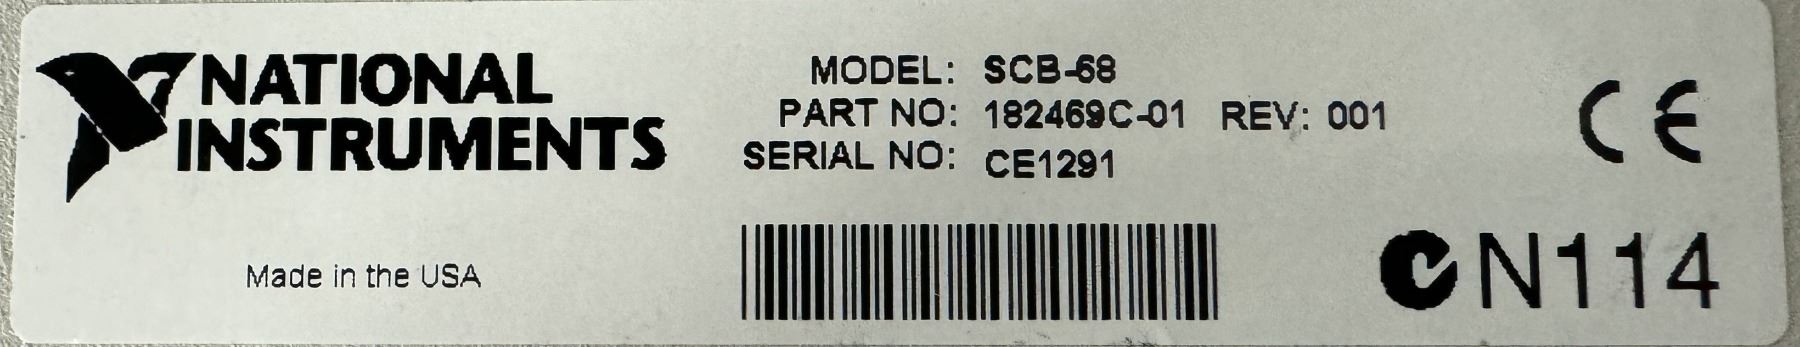 NATIONAL
INSTRUMENTS
MODEL: SCB-68
PART NO: 182469C-01 REV: 001
SERIAL NO: CE1291
CE
Made in the USA
N114